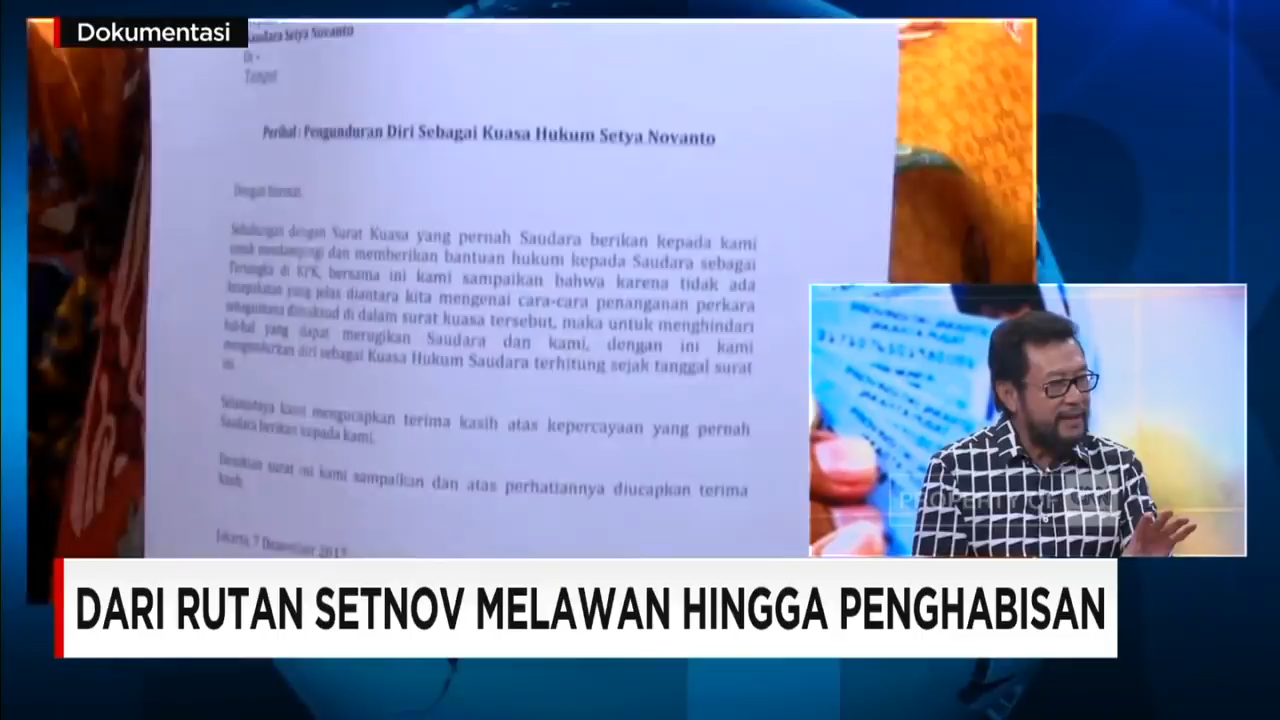 Dokumentasi
Saudara Setya Novanto
Di -
Tempat
Perihal : Pengunduran Diri Sebagai Kuasa Hukum Setya Novanto
Dengan hormat,
Sehubungan dengan Surat Kuasa yang pernah Saudara berikan kepada kami
untuk mendampingi dan memberikan bantuan hukum kepada Saudara sebagai
Tersangka di KPK, bersama ini kami sampaikan bahwa karena tidak ada
kesepakatan yang jelas diantara kita mengenai cara-cara penanganan perkara
sebagaimana dimaksud di dalam surat kuasa tersebut, maka untuk menghindari
hal-hal yang dapat merugikan Saudara dan kami, dengan ini kami
mengundurkan diri sebagai Kuasa Hukum Saudara terhitung sejak tanggal surat
ini.
Selanjutnya kami mengucapkan terima kasih atas kepercayaan yang pernah
Saudara berikan kepada kami.
Demikian surat ini kami sampaikan dan atas perhatiannya diucapkan terima
kasih
Jakarta, 7 Desember 2017
PROPERTY OF
DARI RUTAN SETNOV MELAWAN HINGGA PENGHABISAN